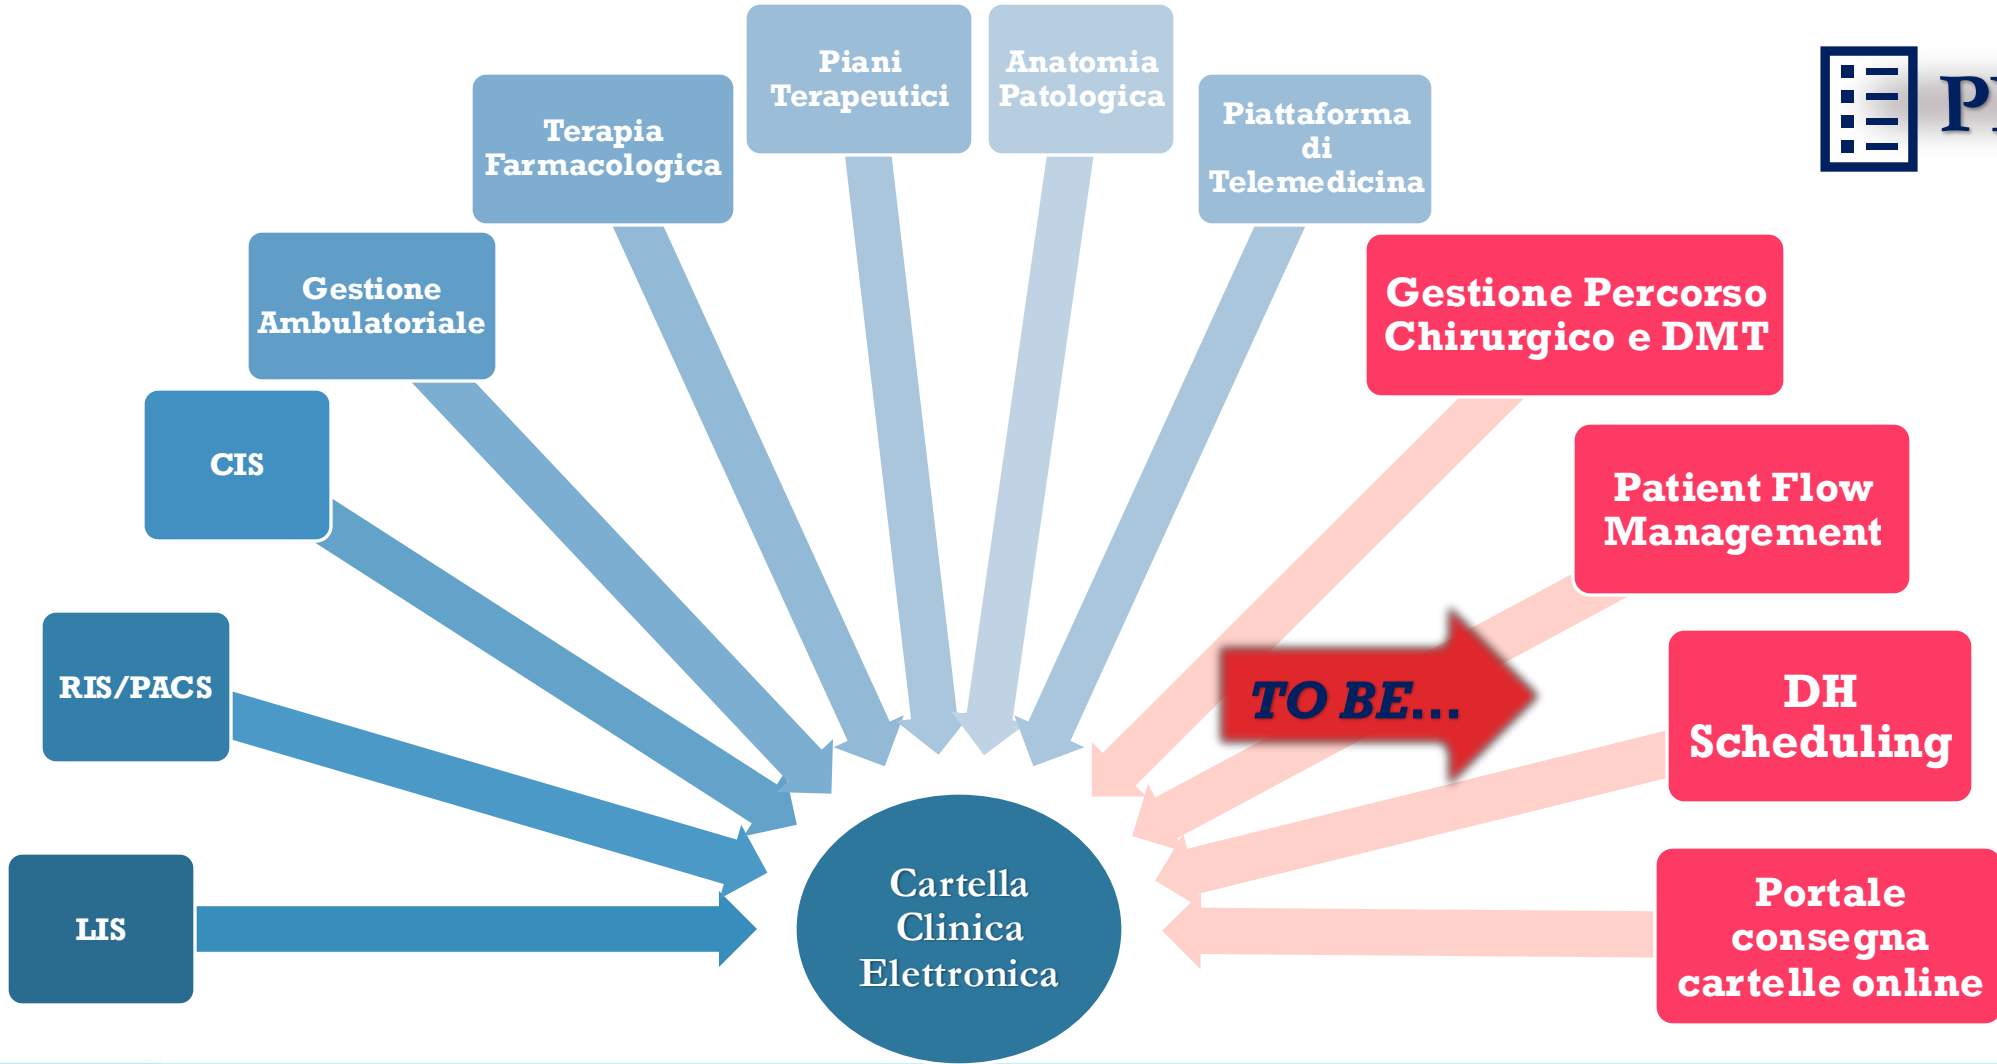 Piani
Terapeutici
Anatomia
Patologica
Terapia
Farmacologica
Piattaforma
di
Telemedicina
Gestione
Ambulatoriale
Gestione Percorso
Chirurgico e DMT
CIS
Patient Flow
Management
RIS/PACS
TO BE...
DH
Scheduling
LIS
Cartella
Clinica
Elettronica
Portale
consegna
cartelle online